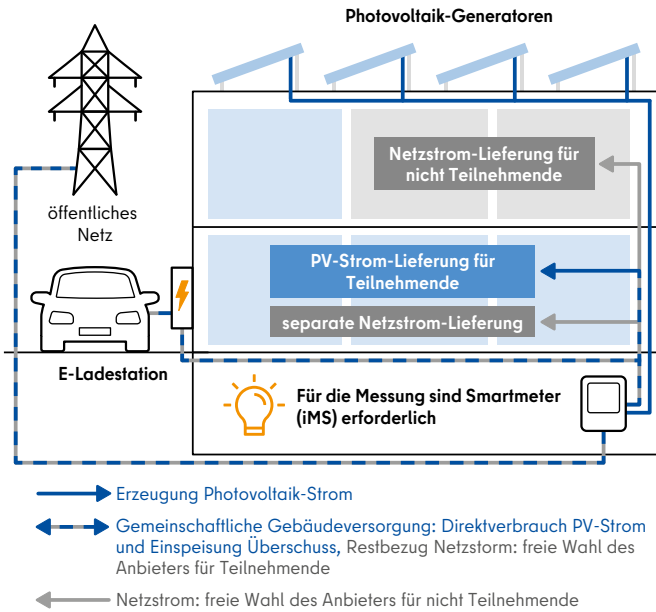 Photovoltaik-Generatoren
Netzstrom-Lieferung für
nicht Teilnehmende
öffentliches
Netz
PV-Strom-Lieferung für
Teilnehmende
separate Netzstrom-Lieferung
E-Ladestation
Für die Messung sind Smartmeter
(iMS) erforderlich
Erzeugung Photovoltaik-Strom
Gemeinschaftliche Gebäudeversorgung: Direktverbrauch PV-Strom
und Einspeisung Überschuss, Restbezug Netzstorm: freie Wahl des
Anbieters für Teilnehmende
Netzstrom: freie Wahl des Anbieters für nicht Teilnehmende